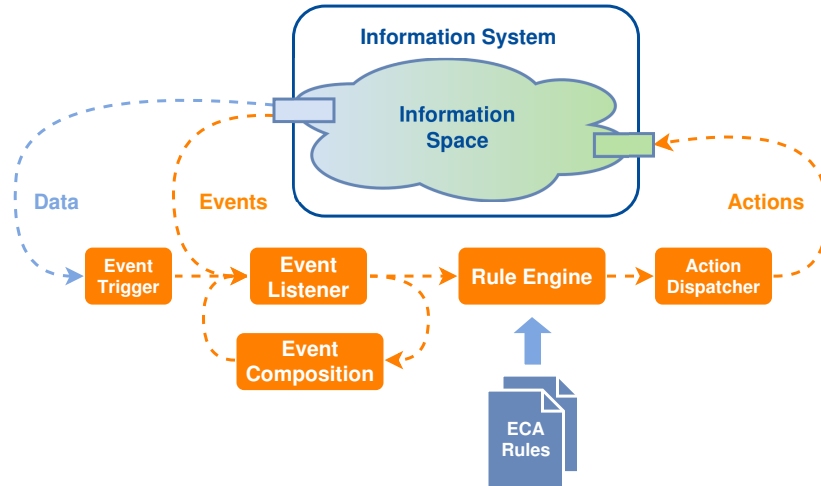 Information System
Information
Space
Data
Events
Actions
Event
Trigger
Event
Listener
Rule Engine
Action
Dispatcher
Event
Composition
ECA
Rules